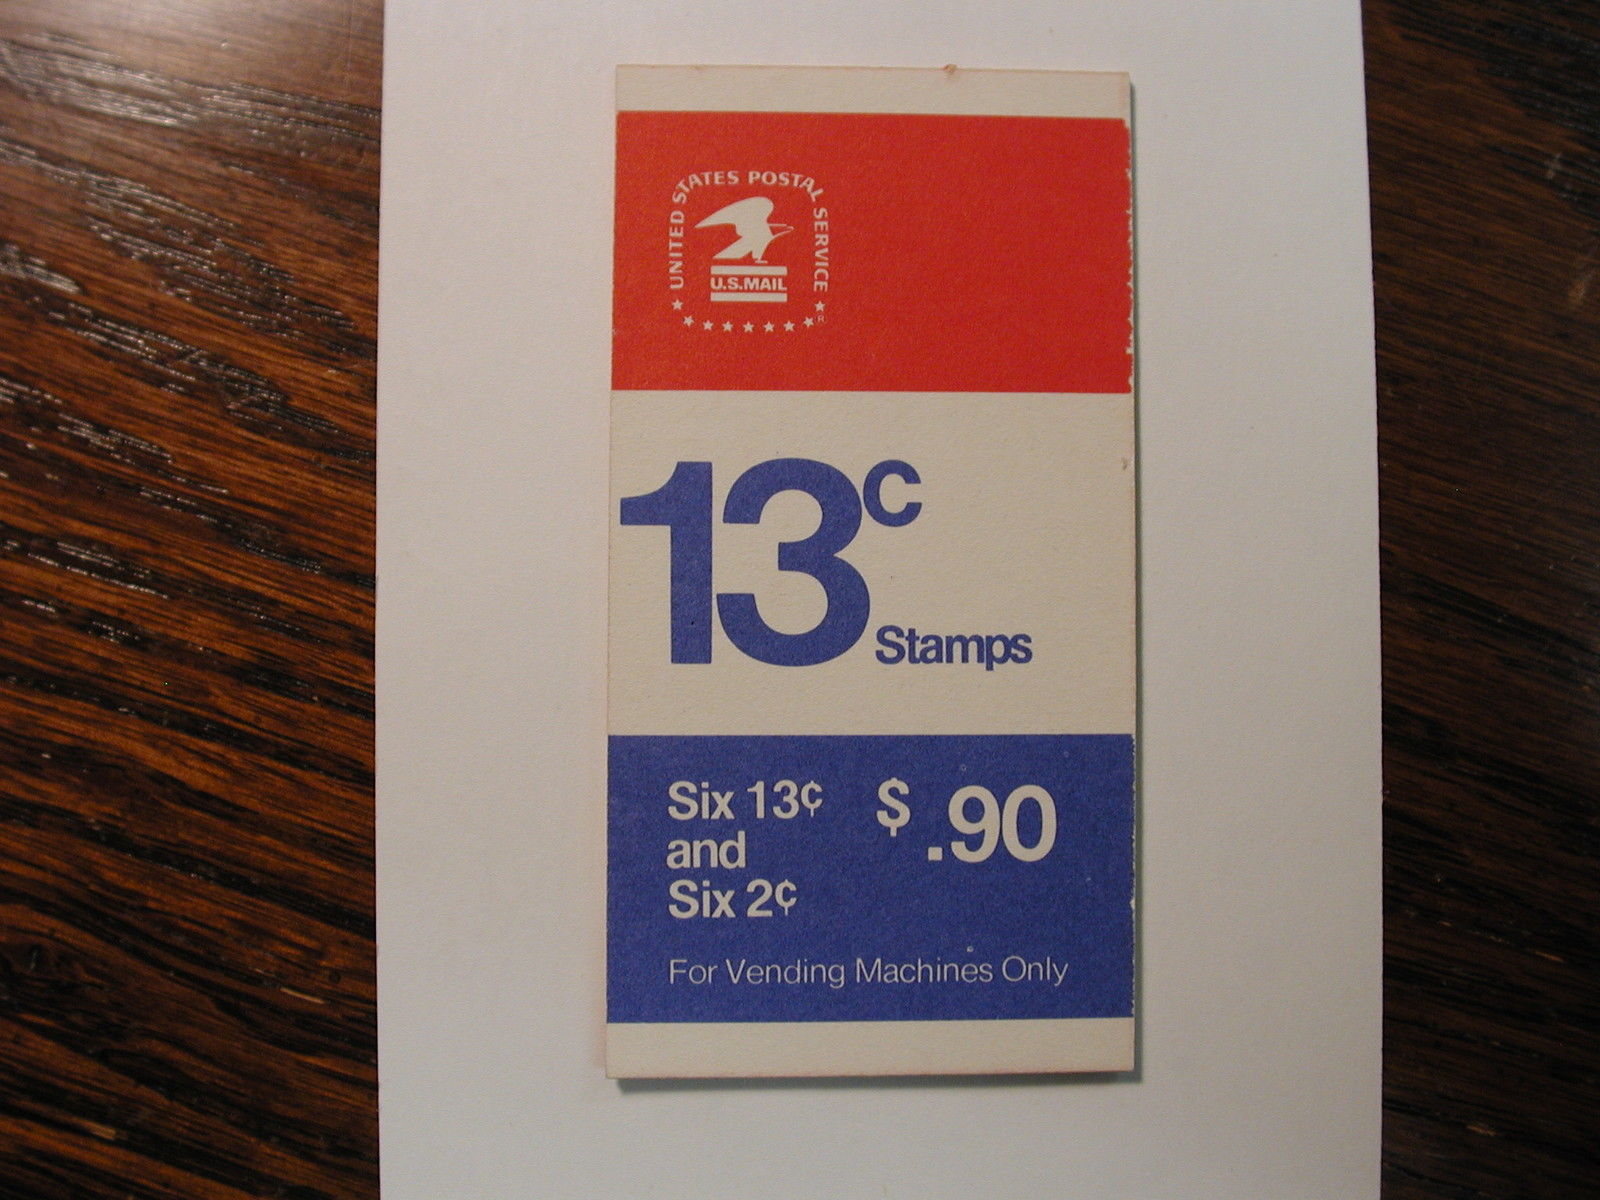 UNITED STATES POSTAL SERVICE
U.S.MAIL
R
13c
Stamps
Six 13¢
and
Six 2¢
$ .90
For Vending Machines Only